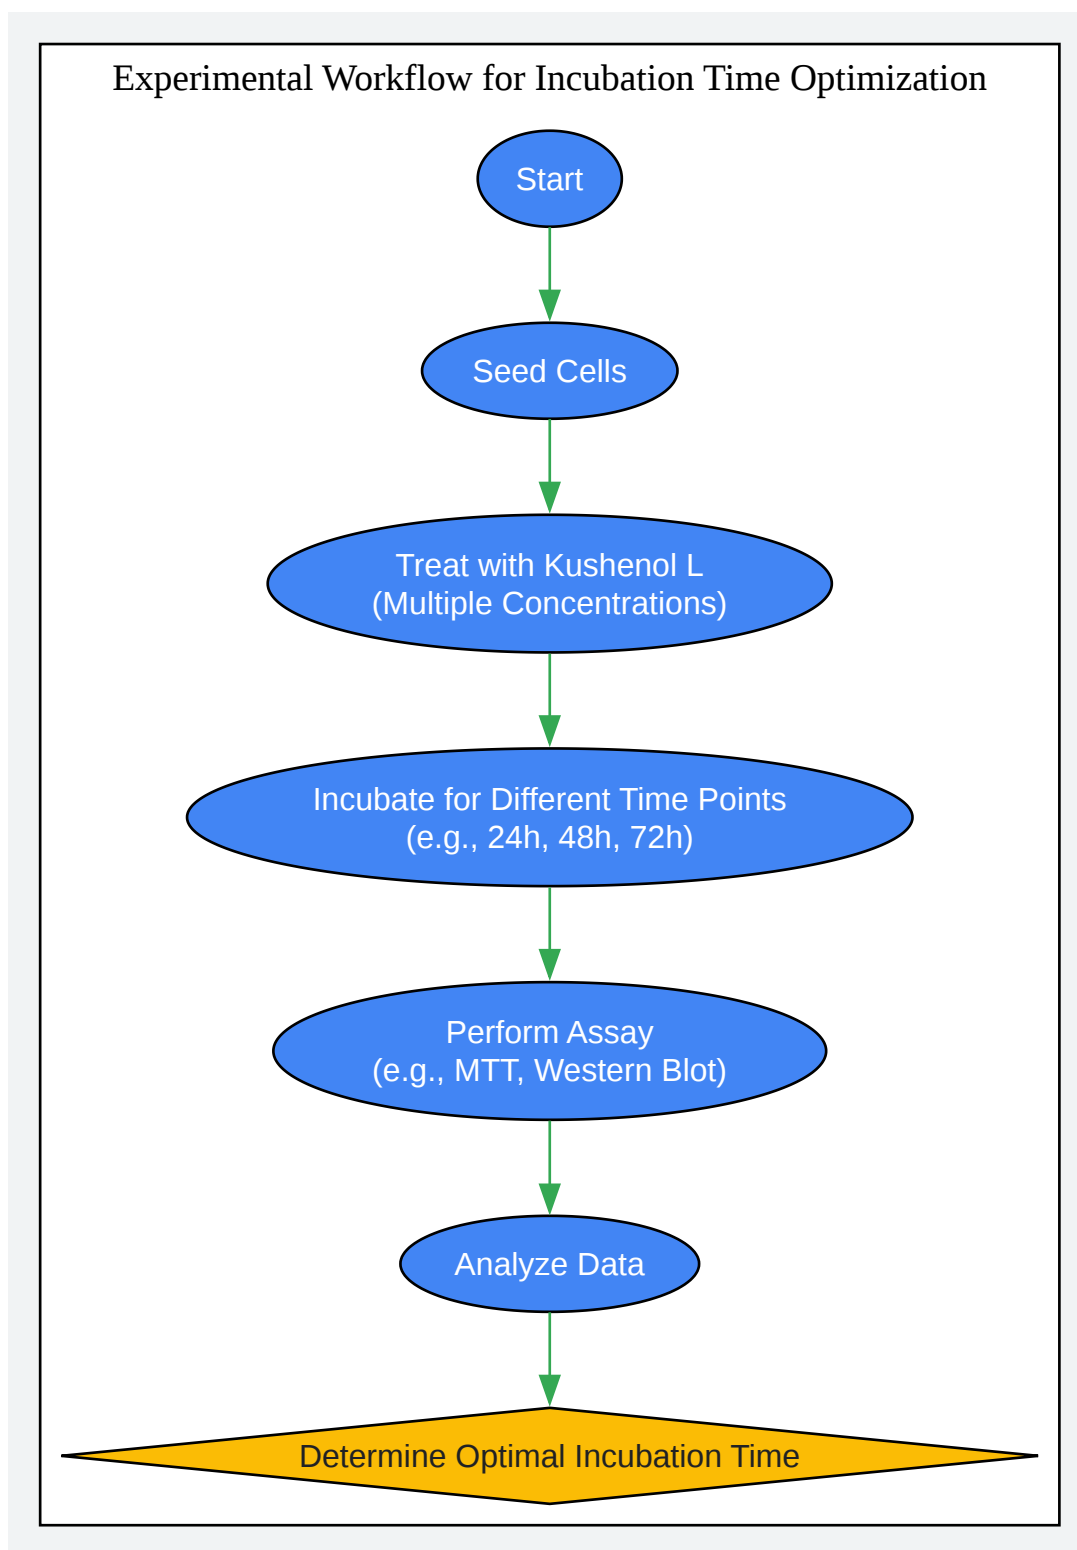 Experimental Workflow for Incubation Time Optimization
Start
Seed Cells
Treat with Kushenol L
(Multiple Concentrations)
Incubate for Different Time Points
(e.g., 24h, 48h, 72h)
Perform Assay
(e.g., MTT, Western Blot)
Analyze Data
Determine Optimal Incubation Time